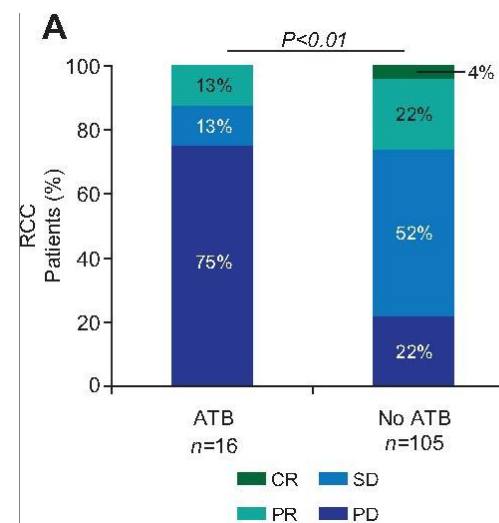 A
P<0.01
100
80
60
40
20
0
RCC
Patients (%)
13%
13%
75%
4%
22%
52%
22%
ATB
n=16
No ATB
n=105
CR
SD
PR
PD